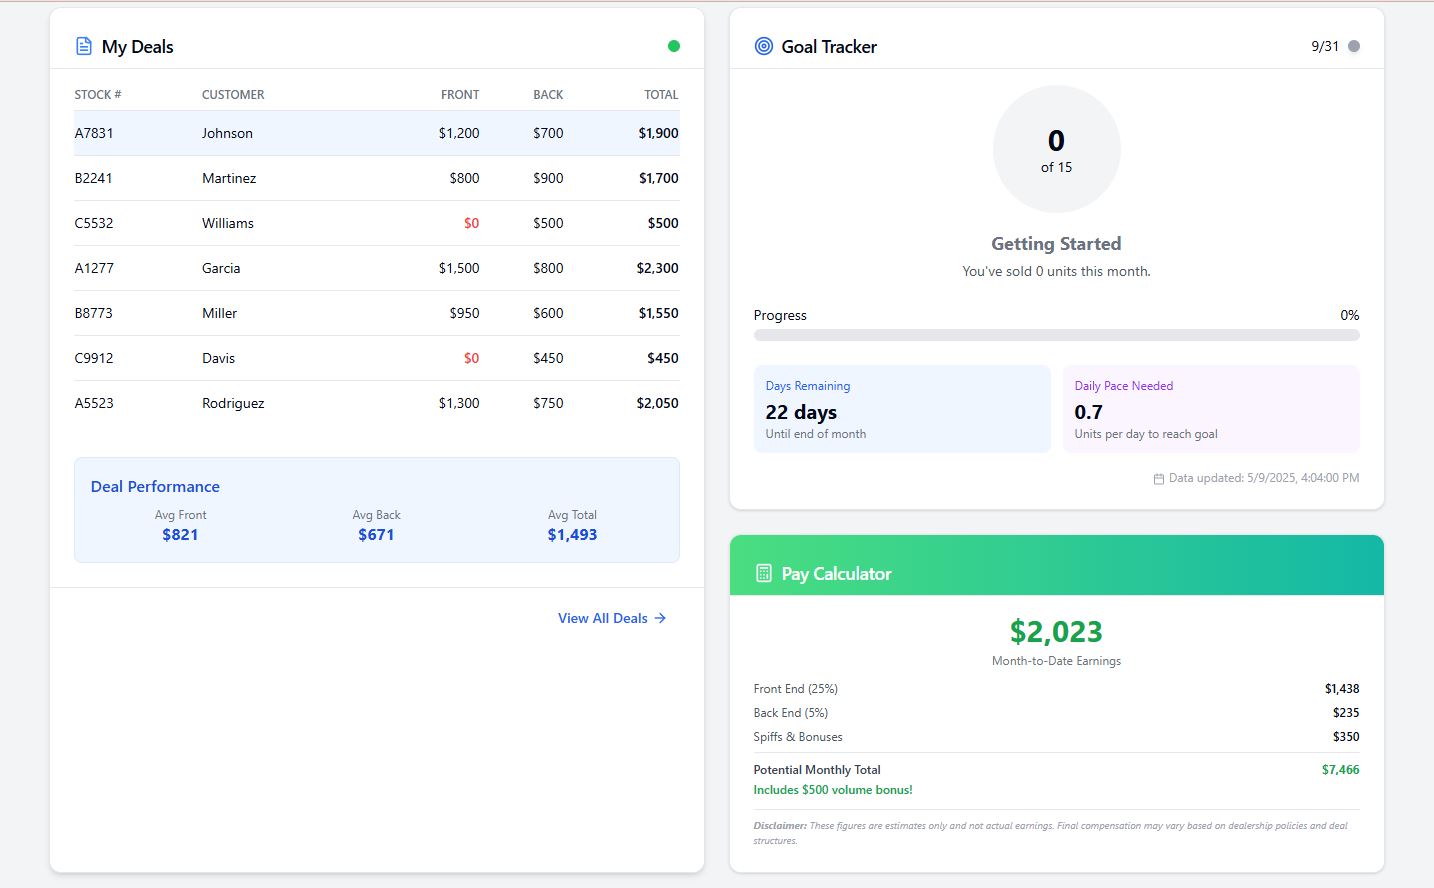 My Deals
STOCK # CUSTOMER FRONT BACK TOTAL
A7831 Johnson $1,200 $700 $1,900
B2241 Martinez $800 $900 $1,700
C5532 Williams $0 $500 $500
A1277 Garcia $1,500 $800 $2,300
B8773 Miller $950 $600 $1,550
C9912 Davis $0 $450 $450
A5523 Rodriguez $1,300 $750 $2,050
Deal Performance
Avg Front Avg Back Avg Total
$821 $671 $1,493
View All Deals →
Goal Tracker 9/31
0
of 15
Getting Started
You've sold 0 units this month.
Progress 0%
Days Remaining
22 days
Until end of month
Daily Pace Needed
0.7
Units per day to reach goal
Data updated: 5/9/2025, 4:04:00 PM
Pay Calculator
$2,023
Month-to-Date Earnings
Front End (25%) $1,438
Back End (5%) $235
Spiffs & Bonuses $350
Potential Monthly Total $7,466
Includes $500 volume bonus!
Disclaimer: These figures are estimates only and not actual earnings. Final compensation may vary based on dealership policies and deal
structures.